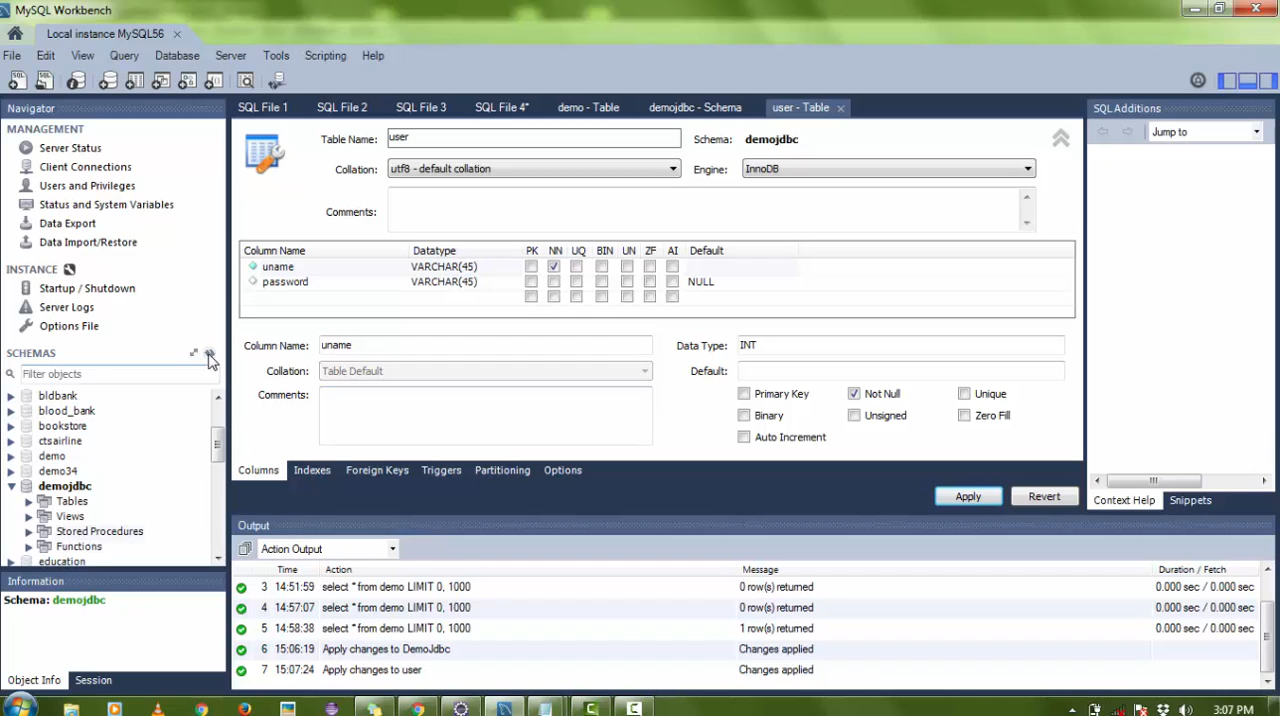 MySQL Workbench
Local instance MySQL56
File Edit View Query Database Server Tools Scripting Help
Navigator
MANAGEMENT
Server Status
Client Connections
Users and Privileges
Status and System Variables
Data Export
Data Import/Restore
INSTANCE
Startup / Shutdown
Server Logs
Options File
SCHEMAS
Filter objects
bldbank
blood_bank
bookstore
ctsairline
demo
demo34
demojdbc
Tables
Views
Stored Procedures
Functions
education
Information
Schema: demojdbc
Object Info Session
SQL File 1 SQL File 2 SQL File 3 SQL File 4* demo - Table demojdbc - Schema user - Table
Table Name: user Schema: demojdbc
Collation: utf8 - default collation Engine: InnoDB
Comments:
Column Name Datatype PK NN UQ BIN UN ZF AI Default
uname VARCHAR(45)
password VARCHAR(45) NULL
Column Name: uname Data Type: INT
Collation: Table Default Default:
Comments: Primary Key Not Null Unique
Binary Unsigned Zero Fill
Auto Increment
Columns Indexes Foreign Keys Triggers Partitioning Options
Apply Revert
Output
Action Output
Time Action Message Duration / Fetch
3 14:51:59 select * from demo LIMIT 0, 1000 0 row(s) returned 0.000 sec / 0.000 sec
4 14:57:07 select * from demo LIMIT 0, 1000 0 row(s) returned 0.000 sec / 0.000 sec
5 14:58:38 select * from demo LIMIT 0, 1000 1 row(s) returned 0.000 sec / 0.000 sec
6 15:06:19 Apply changes to DemoJdbc Changes applied
7 15:07:24 Apply changes to user Changes applied
SQL Additions
Jump to
Context Help Snippets
3:07 PM